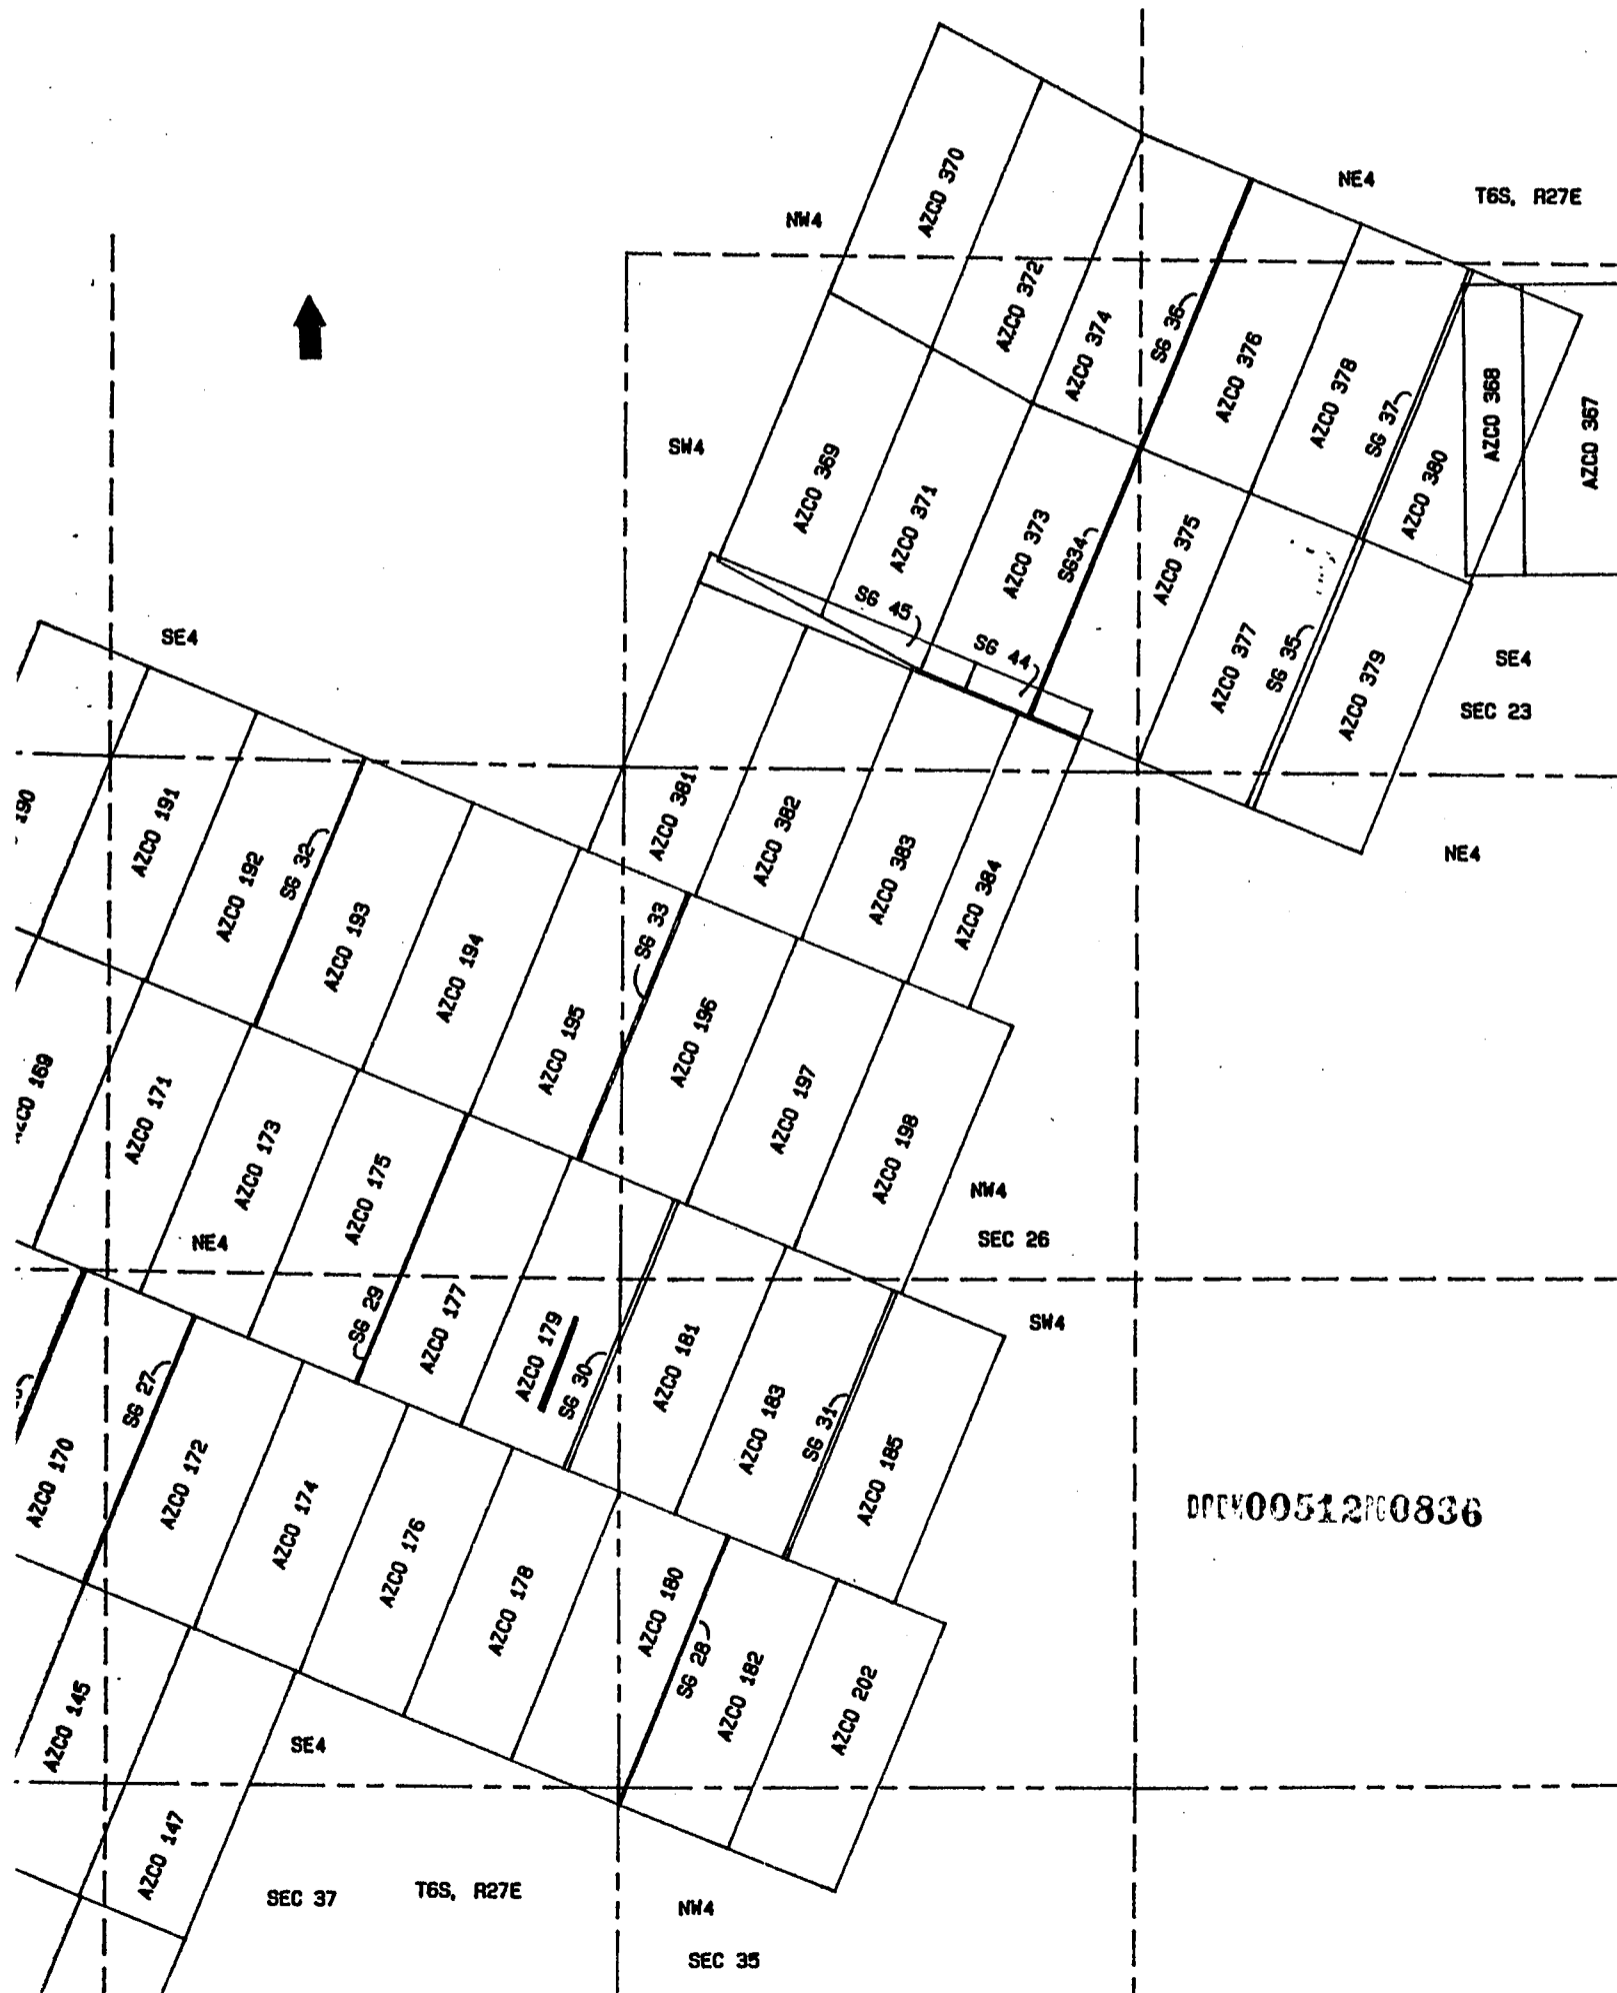 NE4
T6S, R27E
AZCO 370
NW4
AZCO 372
AZCO 374
SG 36
AZCO 376
AZCO 378
SG 37
AZCO 380
AZCO 368
AZCO 367
SW4
AZCO 369
AZCO 371
AZCO 373
SG34
AZCO 375
AZCO 377
SG 35
AZCO 379
SE4
SEC 23
SG 45
SG 44
SE4
190
AZCO 191
AZCO 192
SG 32
AZCO 193
AZCO 194
AZCO 195
SG 33
AZCO 381
AZCO 382
AZCO 383
AZCO 384
NE4
AZCO 196
AZCO 197
AZCO 198
AZCO 169
AZCO 171
AZCO 173
AZCO 175
NE4
NW4
SEC 26
SG 29
AZCO 177
AZCO 179
SG 30
AZCO 181
AZCO 183
SG 31
AZCO 185
SW4
SG 27
AZCO 170
AZCO 172
AZCO 174
AZCO 176
AZCO 178
AZCO 180
SG 28
AZCO 182
AZCO 202
00512 0836
AZCO 145
SE4
AZCO 147
SEC 37
T6S, R27E
NW4
SEC 35